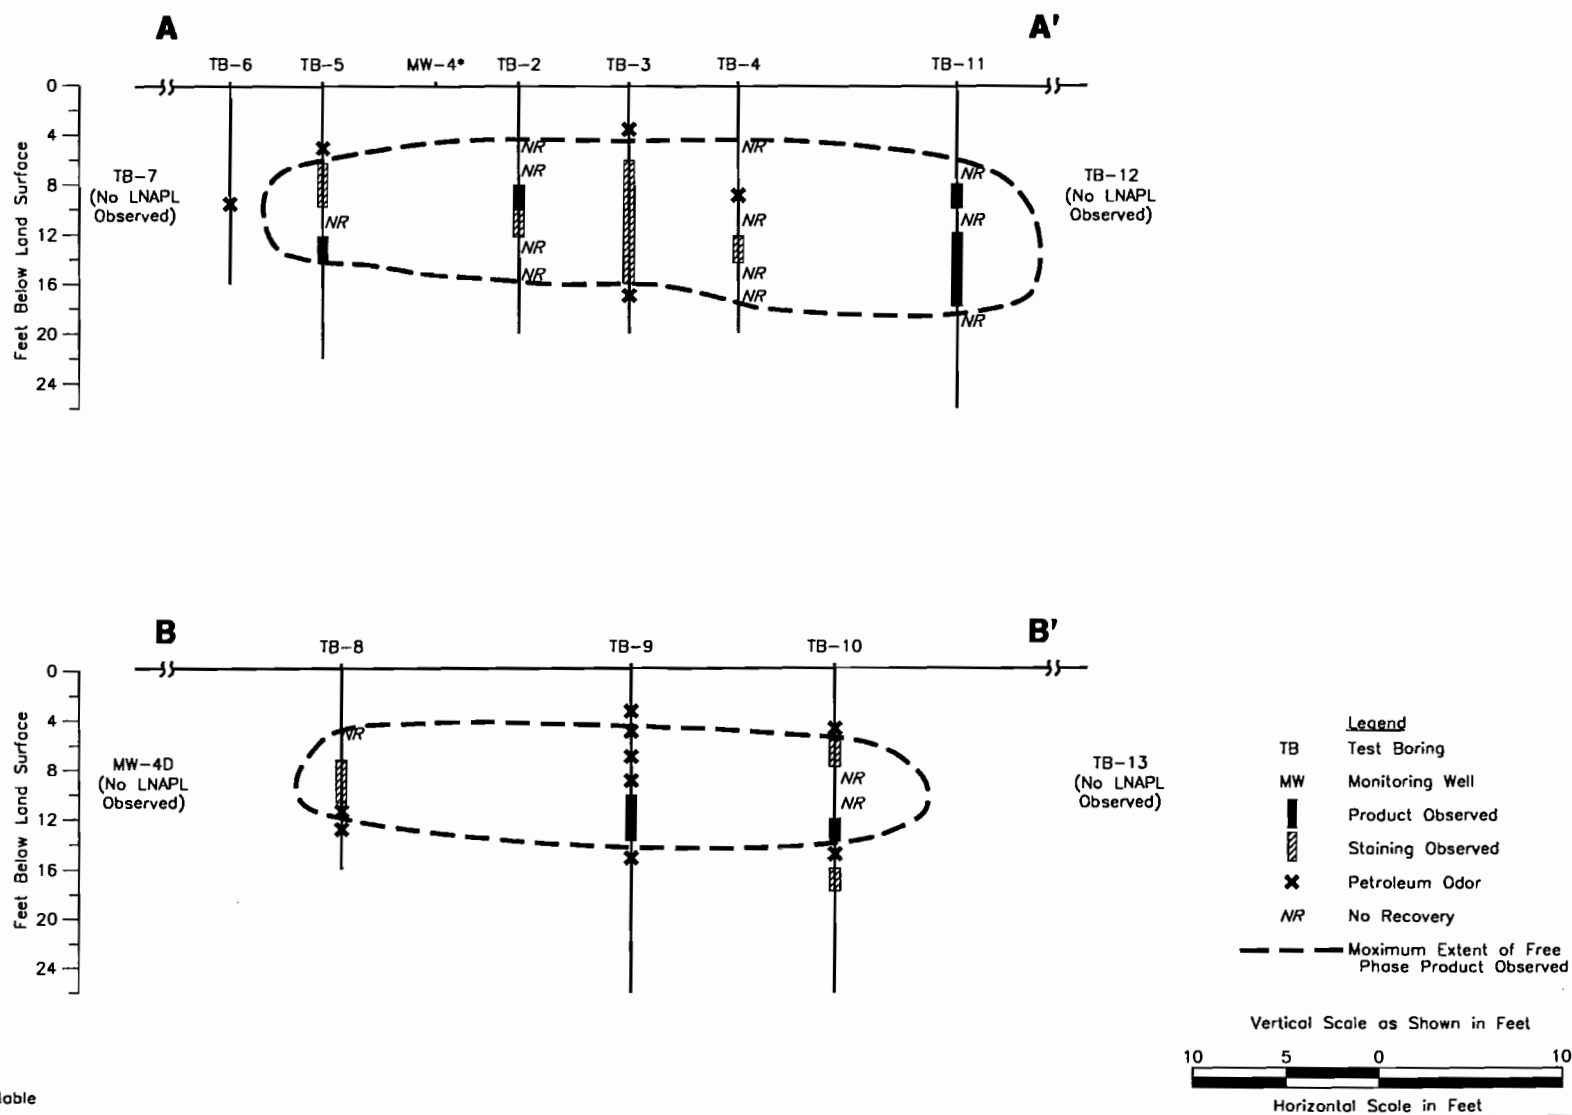 A A'
TB-6 TB-5 MW-4* TB-2 TB-3 TB-4 TB-11
0
4
8
12
16
20
24
Feet Below Land Surface
TB-7
(No LNAPL
Observed)
NR
NR
NR
NR
NR
NR
NR
NR
NR
NR
NR
NR
TB-12
(No LNAPL
Observed)
B B'
TB-8 TB-9 TB-10
0
4
8
12
16
20
24
Feet Below Land Surface
MW-4D
(No LNAPL
Observed)
NR
NR
NR
TB-13
(No LNAPL
Observed)
Legend
TB Test Boring
MW Monitoring Well
Product Observed
Staining Observed
Petroleum Odor
NR No Recovery
Moximum Extent of Free
Phase Product Observed
Vertical Scale as Shown in Feet
10 5 0 10
Horizontal Scale in Feet
lable